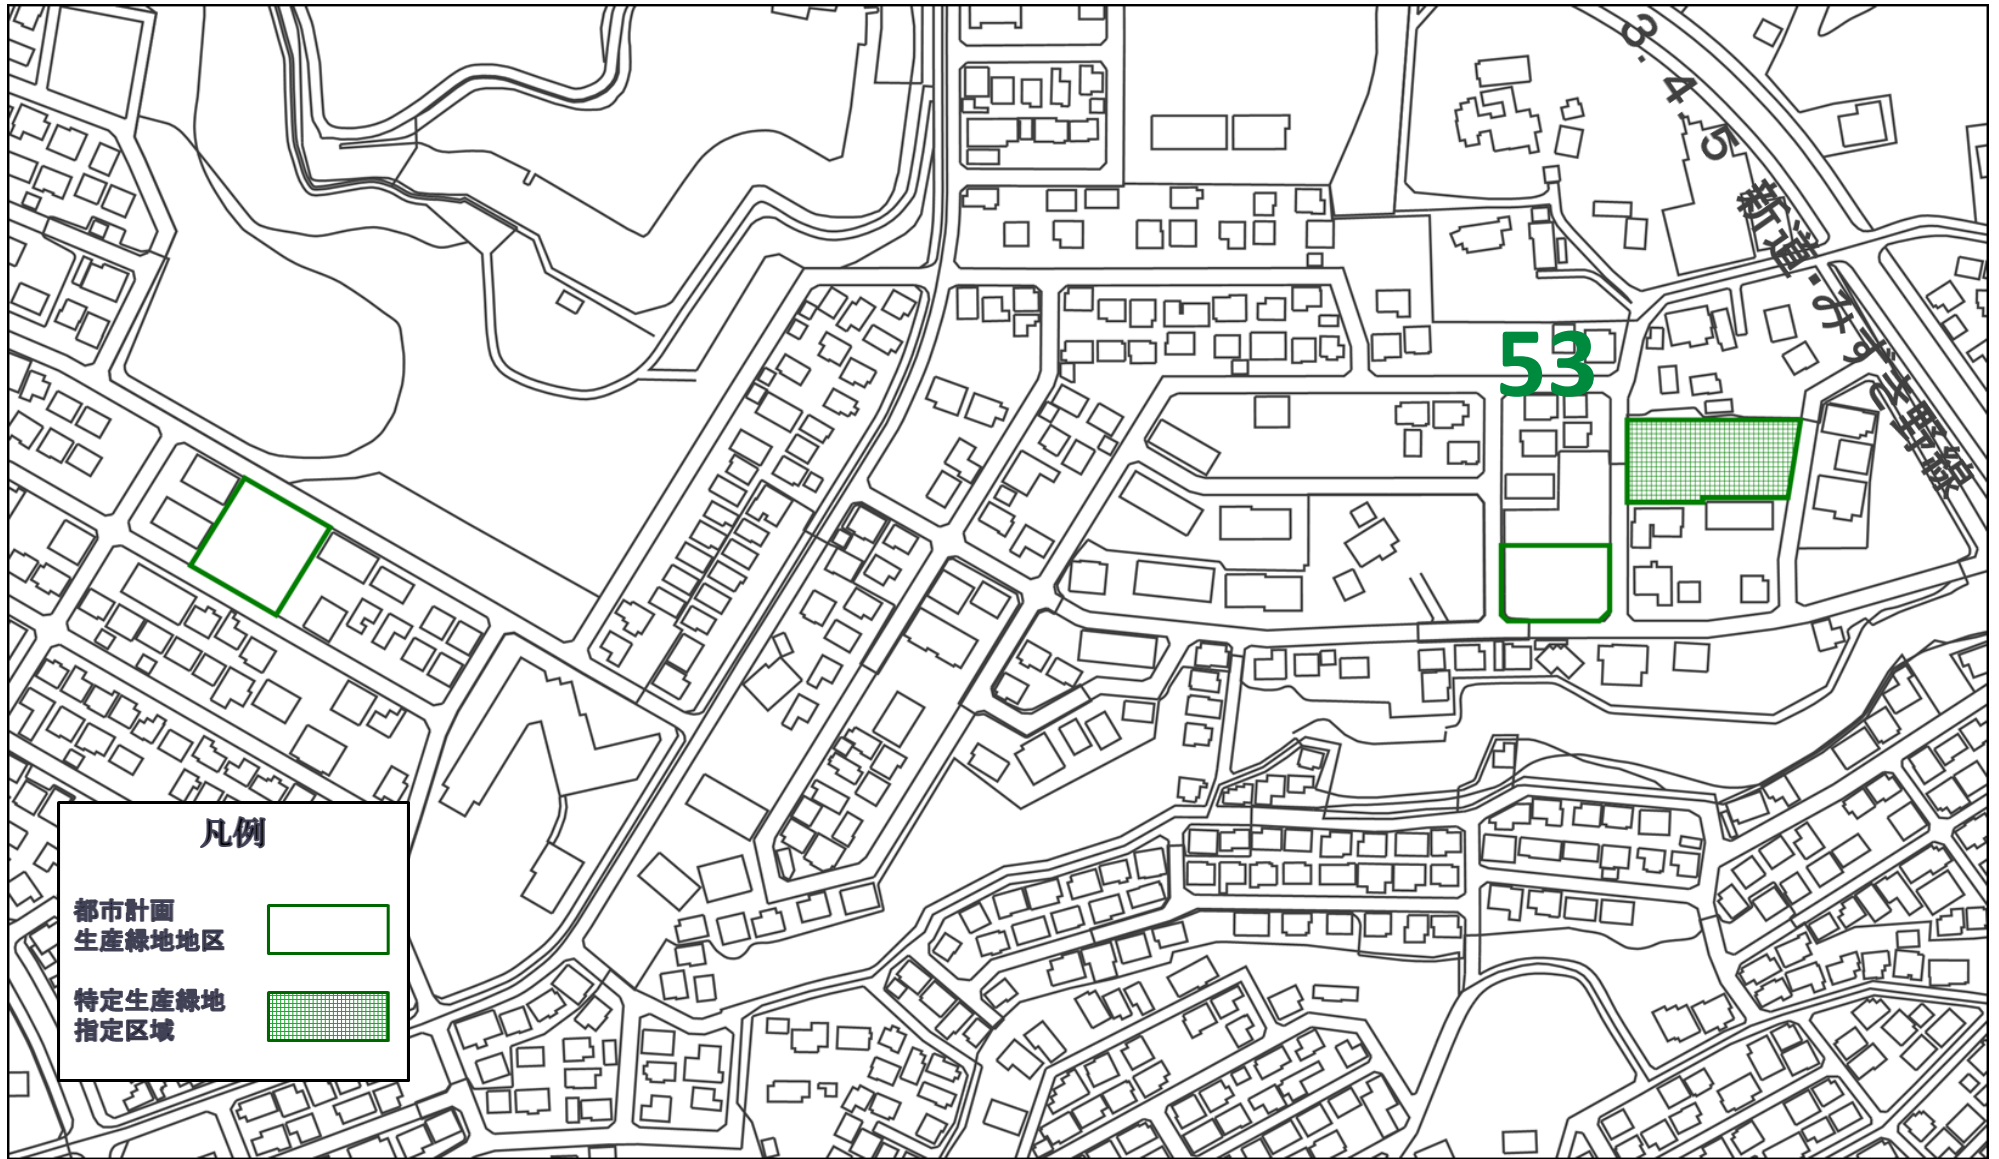 3・4・5 新道・みずき野線
53
凡例
都市計画
生産緑地地区
特定生産緑地
指定区域